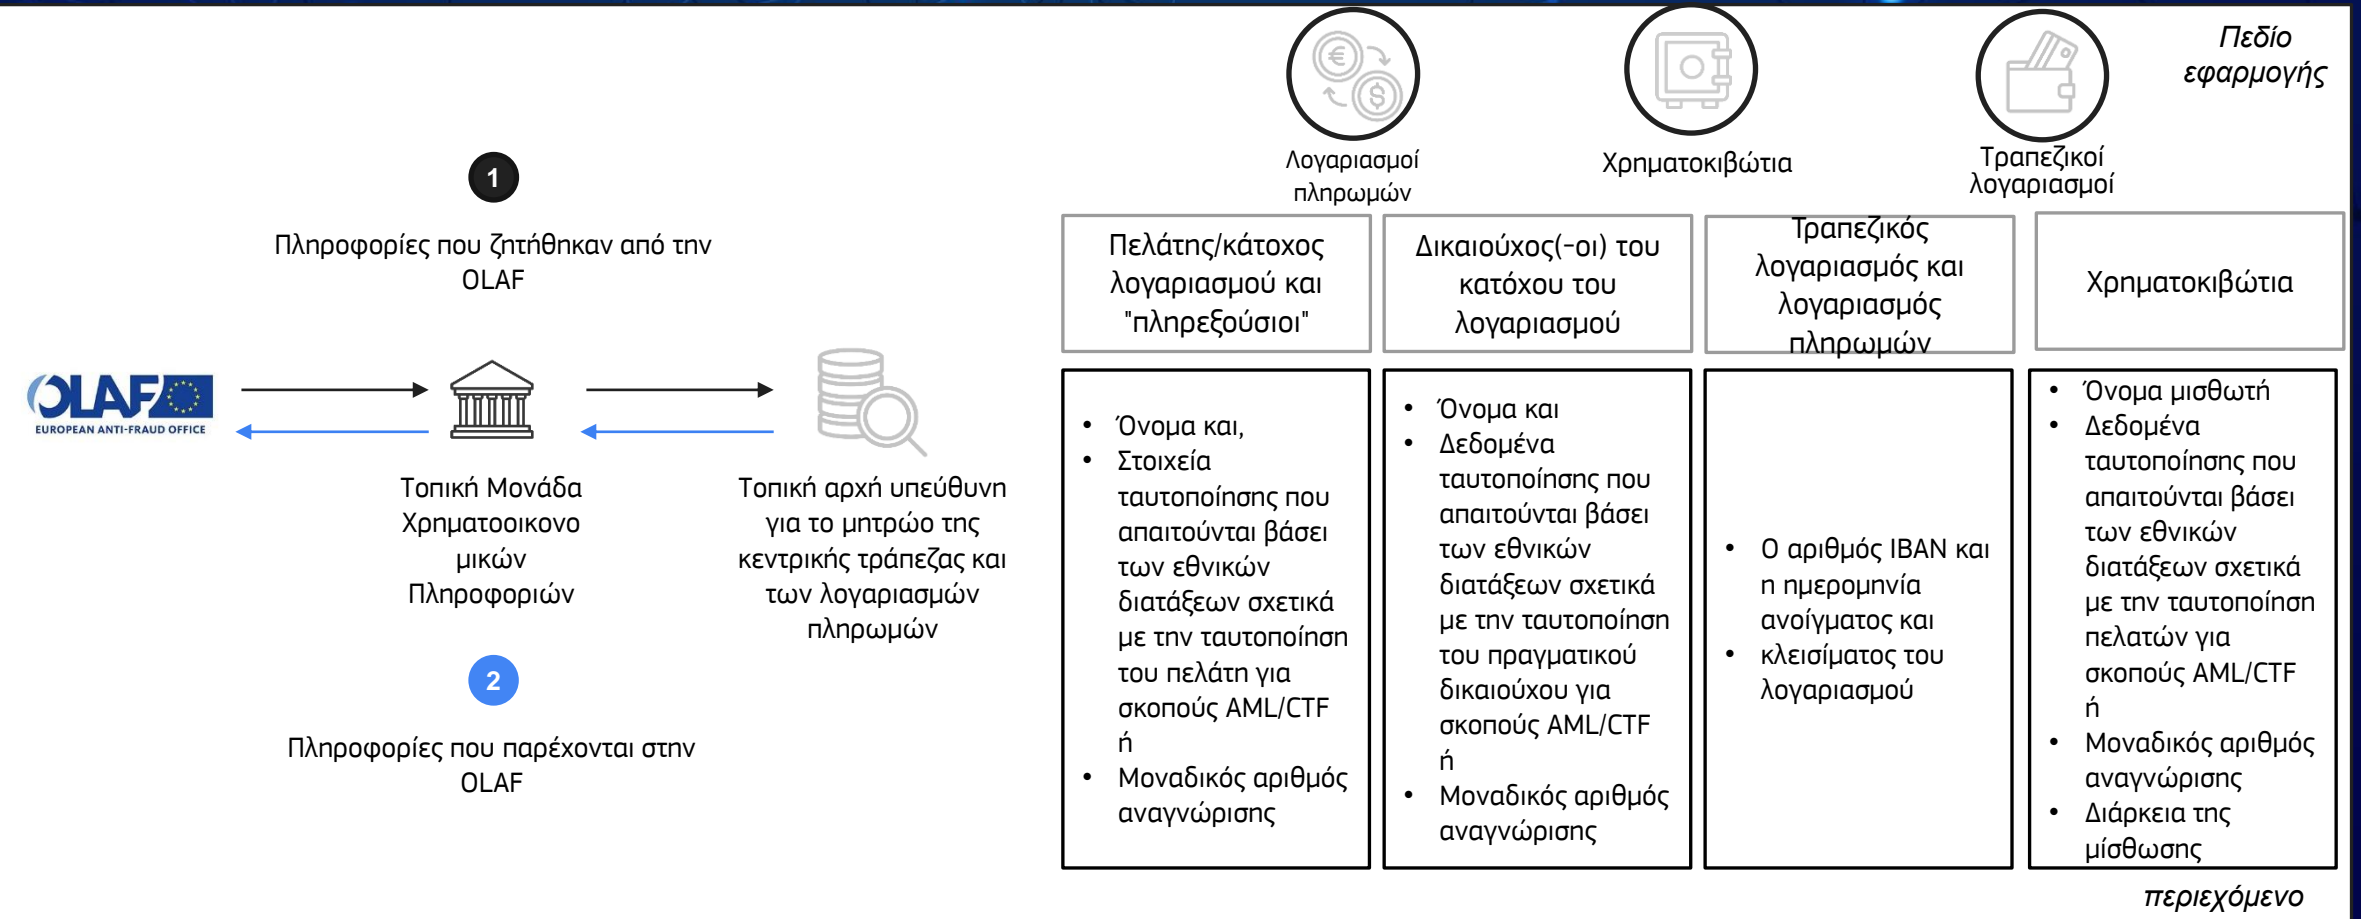 Πεδίο
εφαρμογής
Λογαριασμοί
πληρωμών
Χρηματοκιβώτια
Τραπεζικοί
λογαριασμοί
1
Πληροφορίες που ζητήθηκαν από την
OLAF
OLAF
EUROPEAN ANTI-FRAUD OFFICE
Τοπική Μονάδα
Χρηματοοικονο
μικών
Πληροφοριών
Τοπική αρχή υπεύθυνη
για το μητρώο της
κεντρικής τράπεζας και
των λογαριασμών
πληρωμών
2
Πληροφορίες που παρέχονται στην
OLAF
Πελάτης/κάτοχος
λογαριασμού και
"πληρεξούσιοι"
• Όνομα και,
• Στοιχεία
ταυτοποίησης που
απαιτούνται βάσει
των εθνικών
διατάξεων σχετικά
με την ταυτοποίηση
του πελάτη για
σκοπούς AML/CTF
ή
• Μοναδικός αριθμός
αναγνώρισης
Δικαιούχος(-οι) του
κατόχου του
λογαριασμού
• Όνομα και
• Δεδομένα
ταυτοποίησης που
απαιτούνται βάσει
των εθνικών
διατάξεων σχετικά
με την ταυτοποίηση
του πραγματικού
δικαιούχου για
σκοπούς AML/CTF
ή
• Μοναδικός αριθμός
αναγνώρισης
Τραπεζικός
λογαριασμός και
λογαριασμός
πληρωμών
• Ο αριθμός IBAN και
η ημερομηνία
ανοίγματος και
• κλεισίματος του
λογαριασμού
Χρηματοκιβώτια
• Όνομα μισθωτή
• Δεδομένα
ταυτοποίησης που
απαιτούνται βάσει
των εθνικών
διατάξεων σχετικά
με την ταυτοποίηση
πελατών για
σκοπούς AML/CTF
ή
• Μοναδικός αριθμός
αναγνώρισης
• Διάρκεια της
μίσθωσης
περιεχόμενο